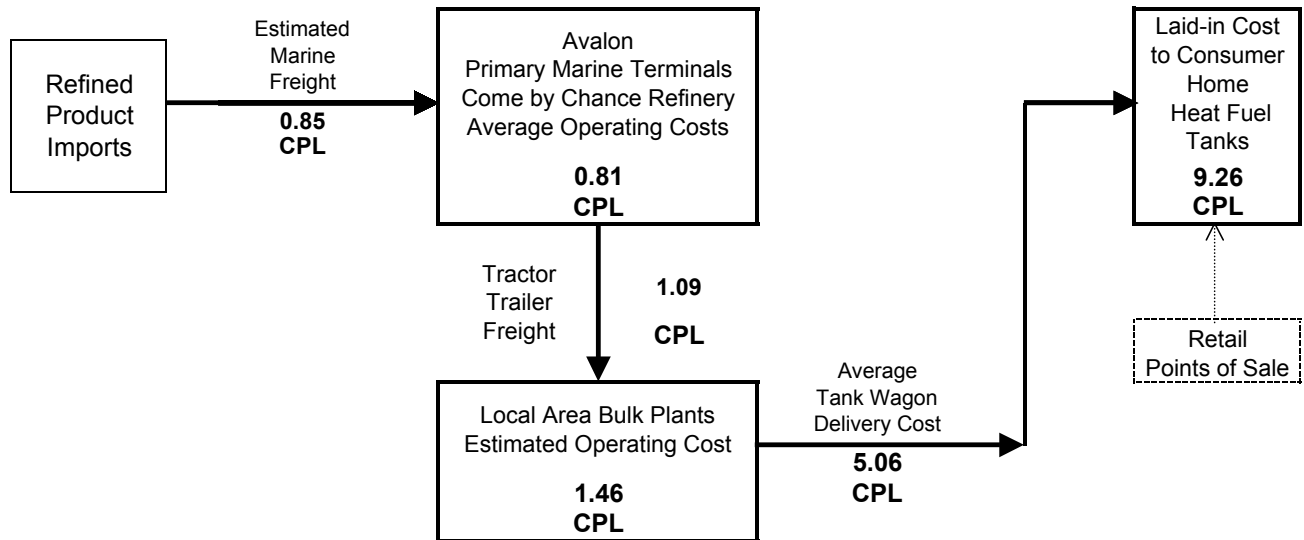 Refined
Product
Imports
Estimated
Marine
Freight
0.85
CPL
Avalon
Primary Marine Terminals
Come by Chance Refinery
Average Operating Costs
0.81
CPL
Tractor
Trailer
Freight
1.09
CPL
Local Area Bulk Plants
Estimated Operating Cost
1.46
CPL
Average
Tank Wagon
Delivery Cost
5.06
CPL
Laid-in Cost
to Consumer
Home
Heat Fuel
Tanks
9.26
CPL
Retail
Points of Sale